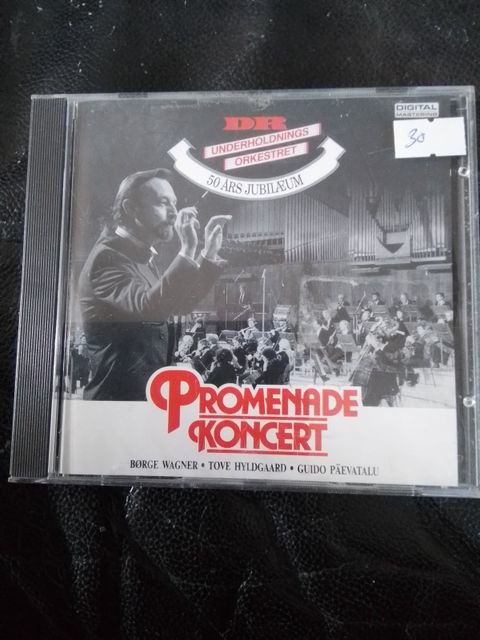 DR
UNDERHOLDNINGS
ORKESTRET
50 ÅRS JUBILÆUM
DIGITAL
MASTERING
30
PROMENADE
KONCERT
BØRGE WAGNER • TOVE HYLDGAARD • GUIDO PÄEVATALU